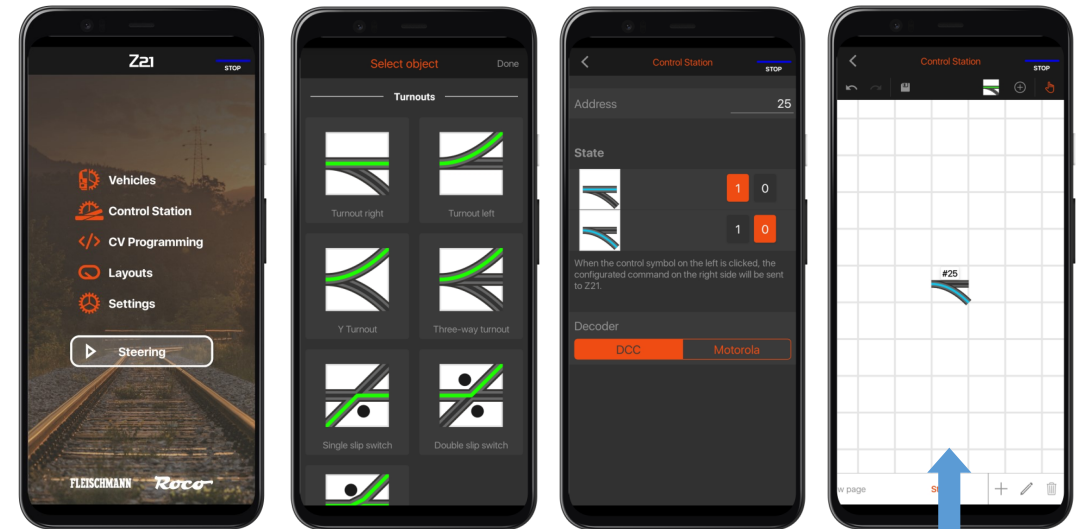 Z21
STOP
Vehicles
Control Station
</> CV Programming
Layouts
Settings
Steering
FLEISCHMANN Roco
Select object
Done
Turnouts
Turnout right
Turnout left
Y Turnout
Three-way turnout
Single slip switch
Double slip switch
Control Station
STOP
Address
25
State
1 0
1 0
When the control symbol on the left is clicked, the
configurated command on the right side will be sent
to Z21.
Decoder
DCC
Motorola
Control Station
STOP
#25
w page